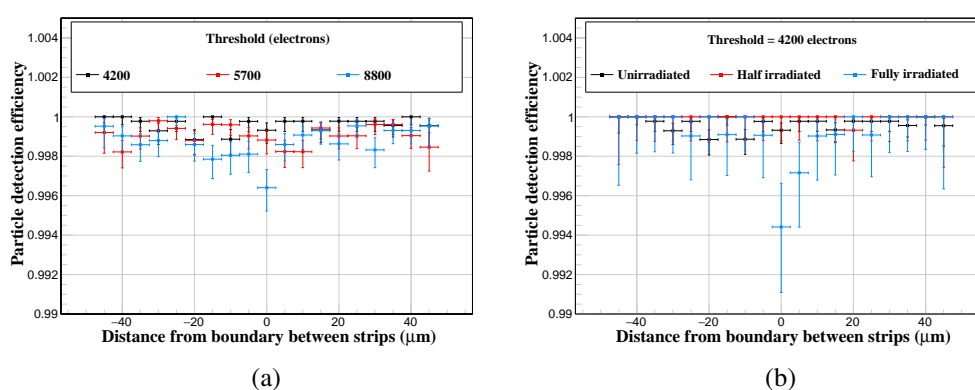 Threshold (electrons)
4200 5700 8800
Particle detection efficiency
1.004
1.002
1
0.998
0.996
0.994
0.992
0.99
−40 −20 0 20 40
Distance from boundary between strips (μm)
(a)
Threshold = 4200 electrons
Unirradiated Half irradiated Fully irradiated
Particle detection efficiency
1.004
1.002
1
0.998
0.996
0.994
0.992
0.99
−40 −20 0 20 40
Distance from boundary between strips (μm)
(b)